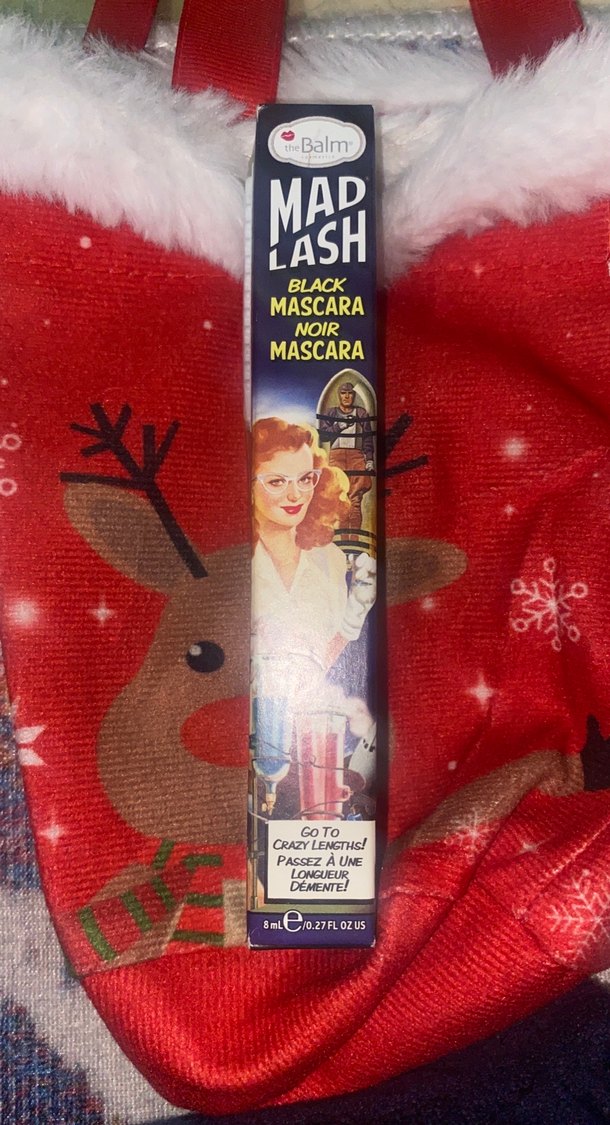 theBalm®
cosmetics
MAD
LASH
BLACK
MASCARA
NOIR
MASCARA
GO TO
CRAZY LENGTHS!
PASSEZ À UNE
LONGUEUR
DÉMENTE!
8 mL e/0.27 FL OZ US